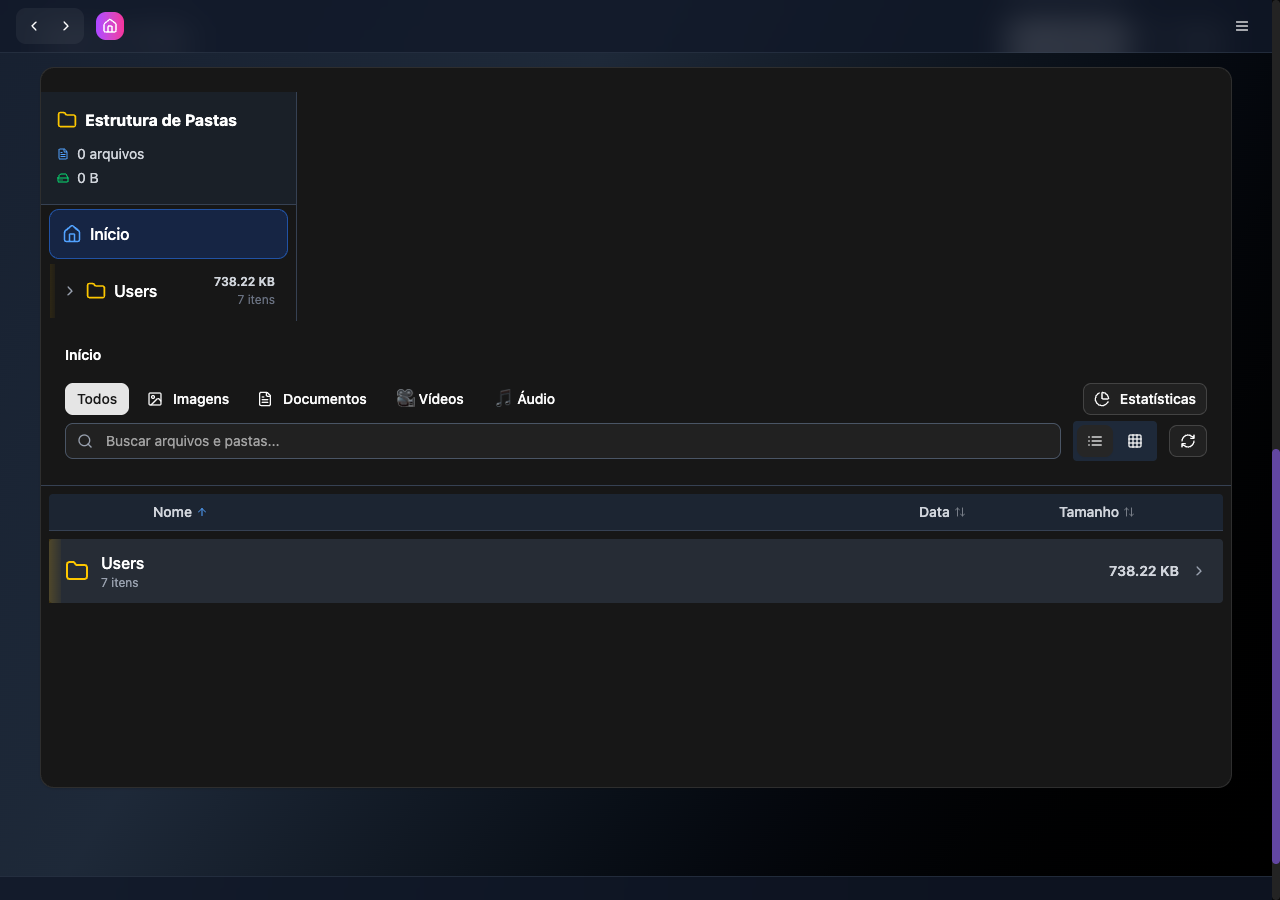 Estrutura de Pastas
0 arquivos
0 B
Início
Users 738.22 KB
7 itens
Início
Todos Imagens Documentos 🎥 Vídeos 🎵 Áudio Estatísticas
Buscar arquivos e pastas...
Nome Data Tamanho
Users
7 itens
738.22 KB